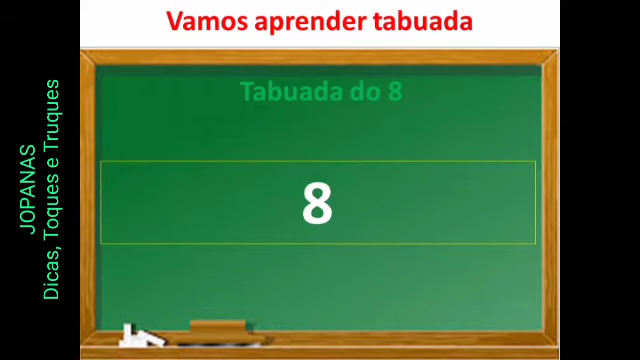 Vamos aprender tabuada
Tabuada do 8
8
JOPANAS
Dicas, Toques e Truques